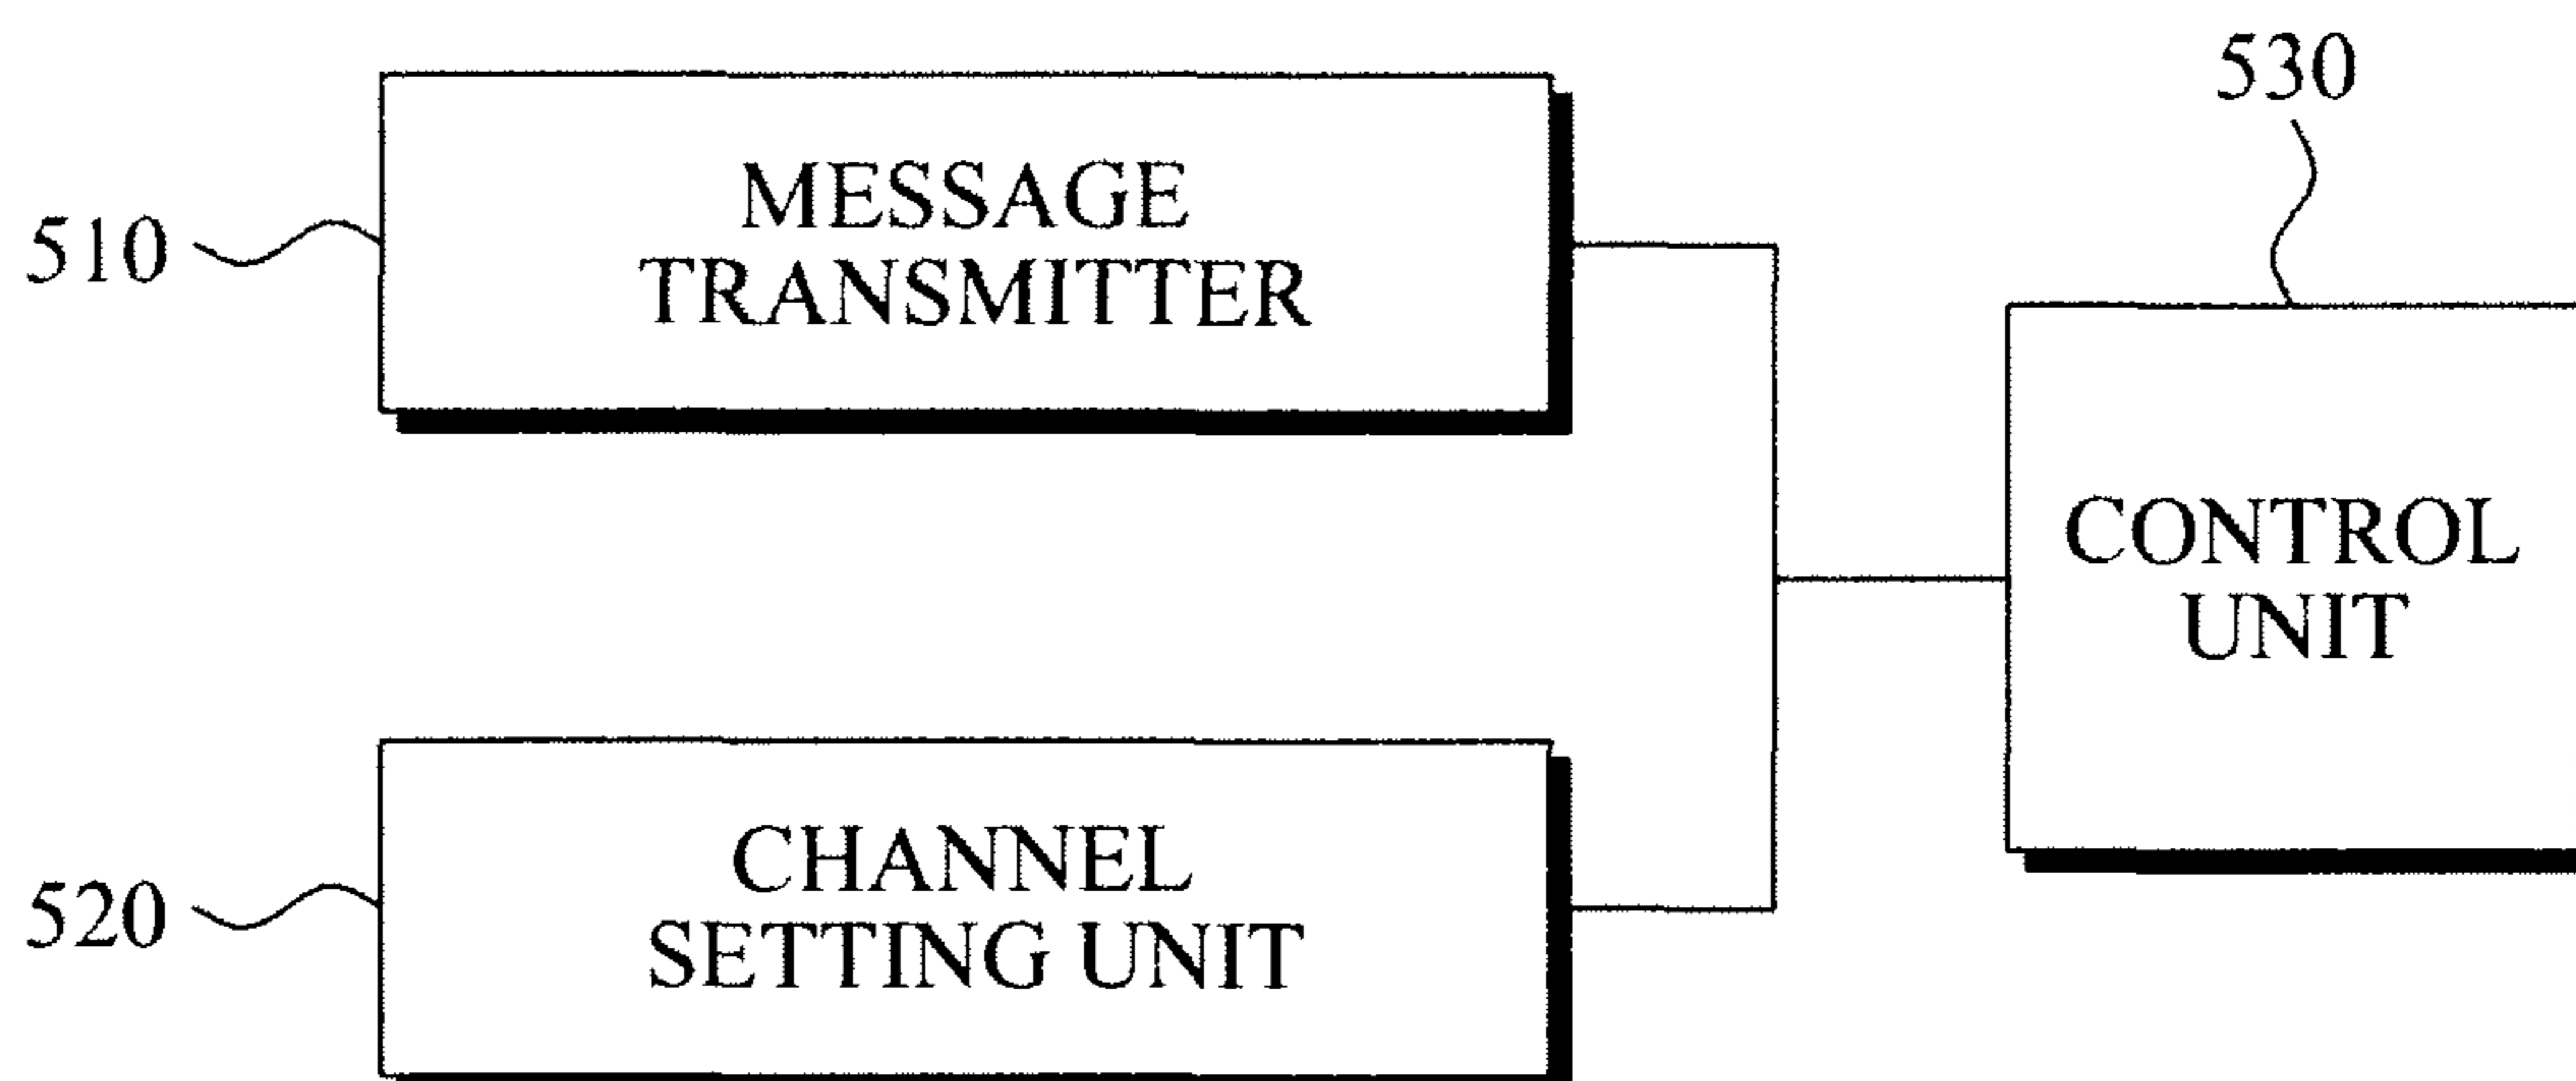 530
510
MESSAGE
TRANSMITTER
CONTROL
UNIT
520
CHANNEL
SETTING UNIT